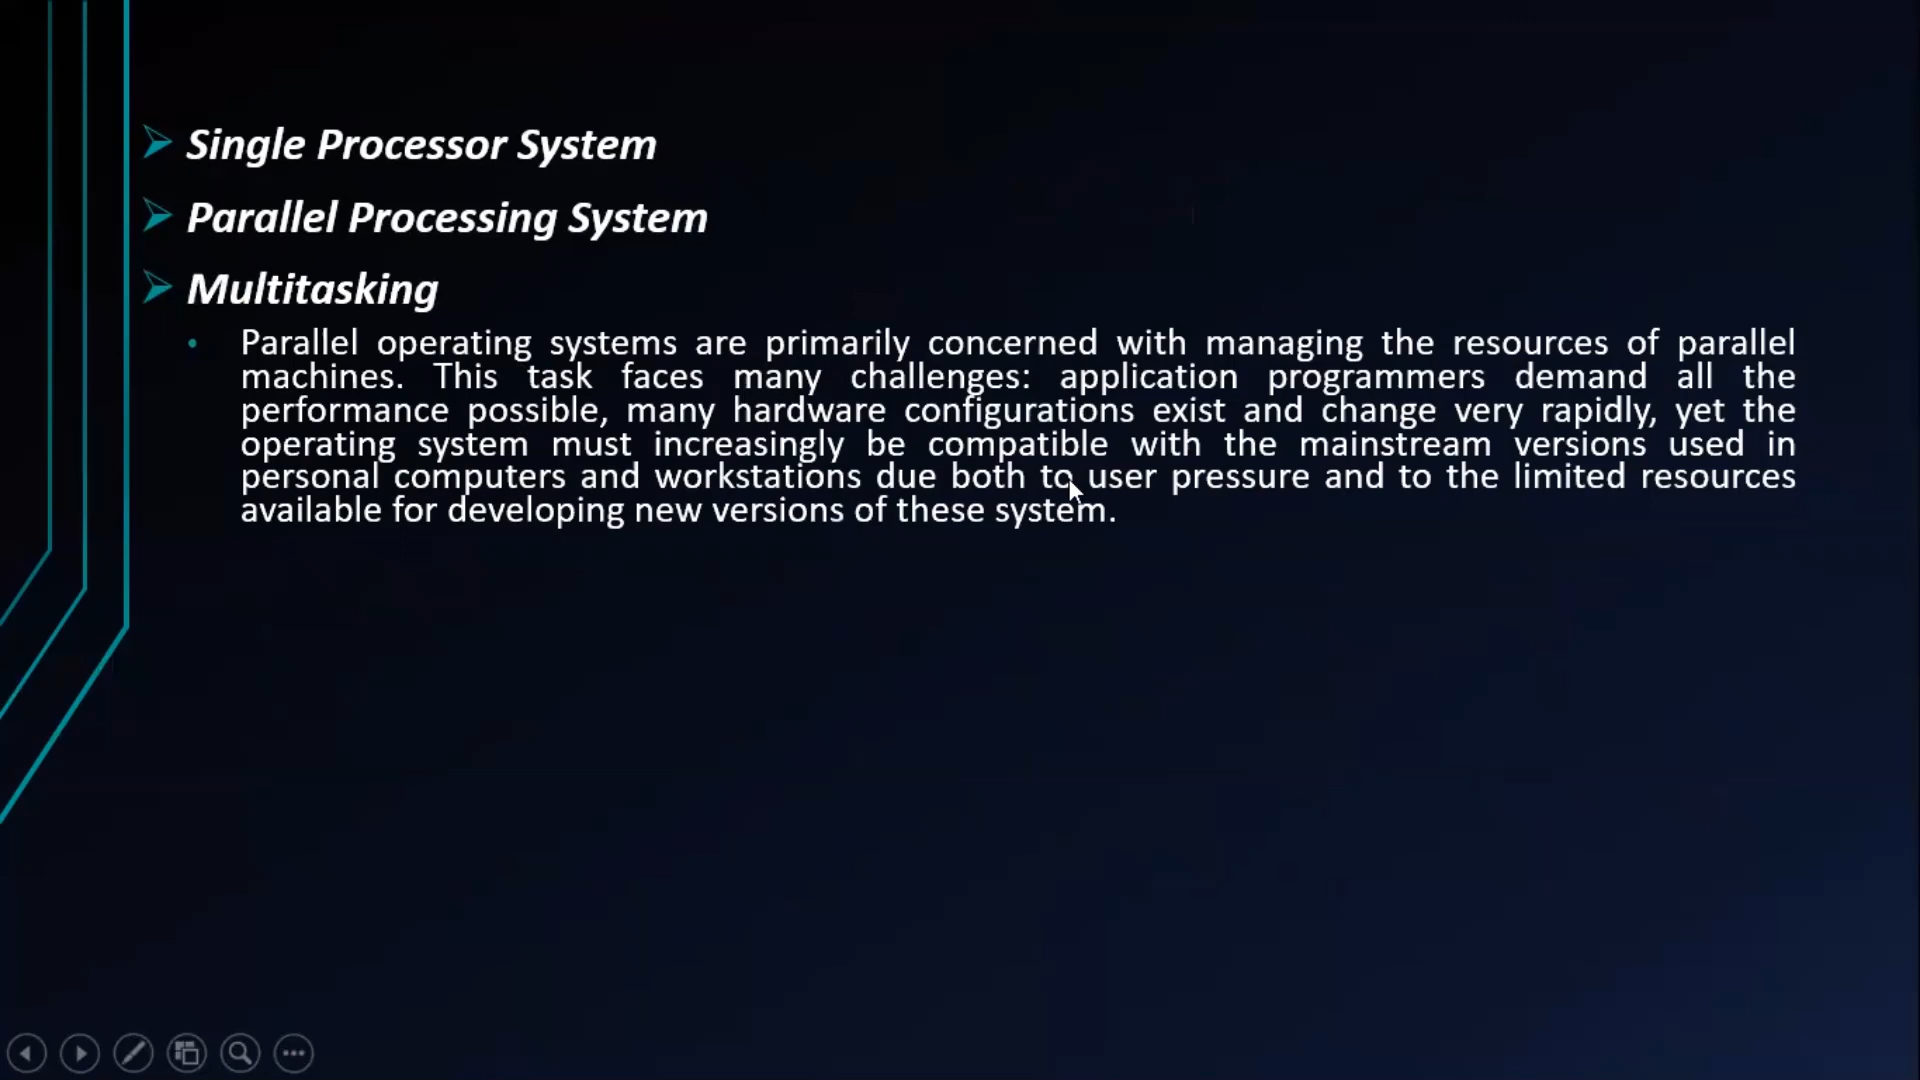 Single Processor System
Parallel Processing System
Multitasking
Parallel operating systems are primarily concerned with managing the resources of parallel
machines. This task faces many challenges: application programmers demand all the
performance possible, many hardware configurations exist and change very rapidly, yet the
operating system must increasingly be compatible with the mainstream versions used in
personal computers and workstations due both to user pressure and to the limited resources
available for developing new versions of these system.